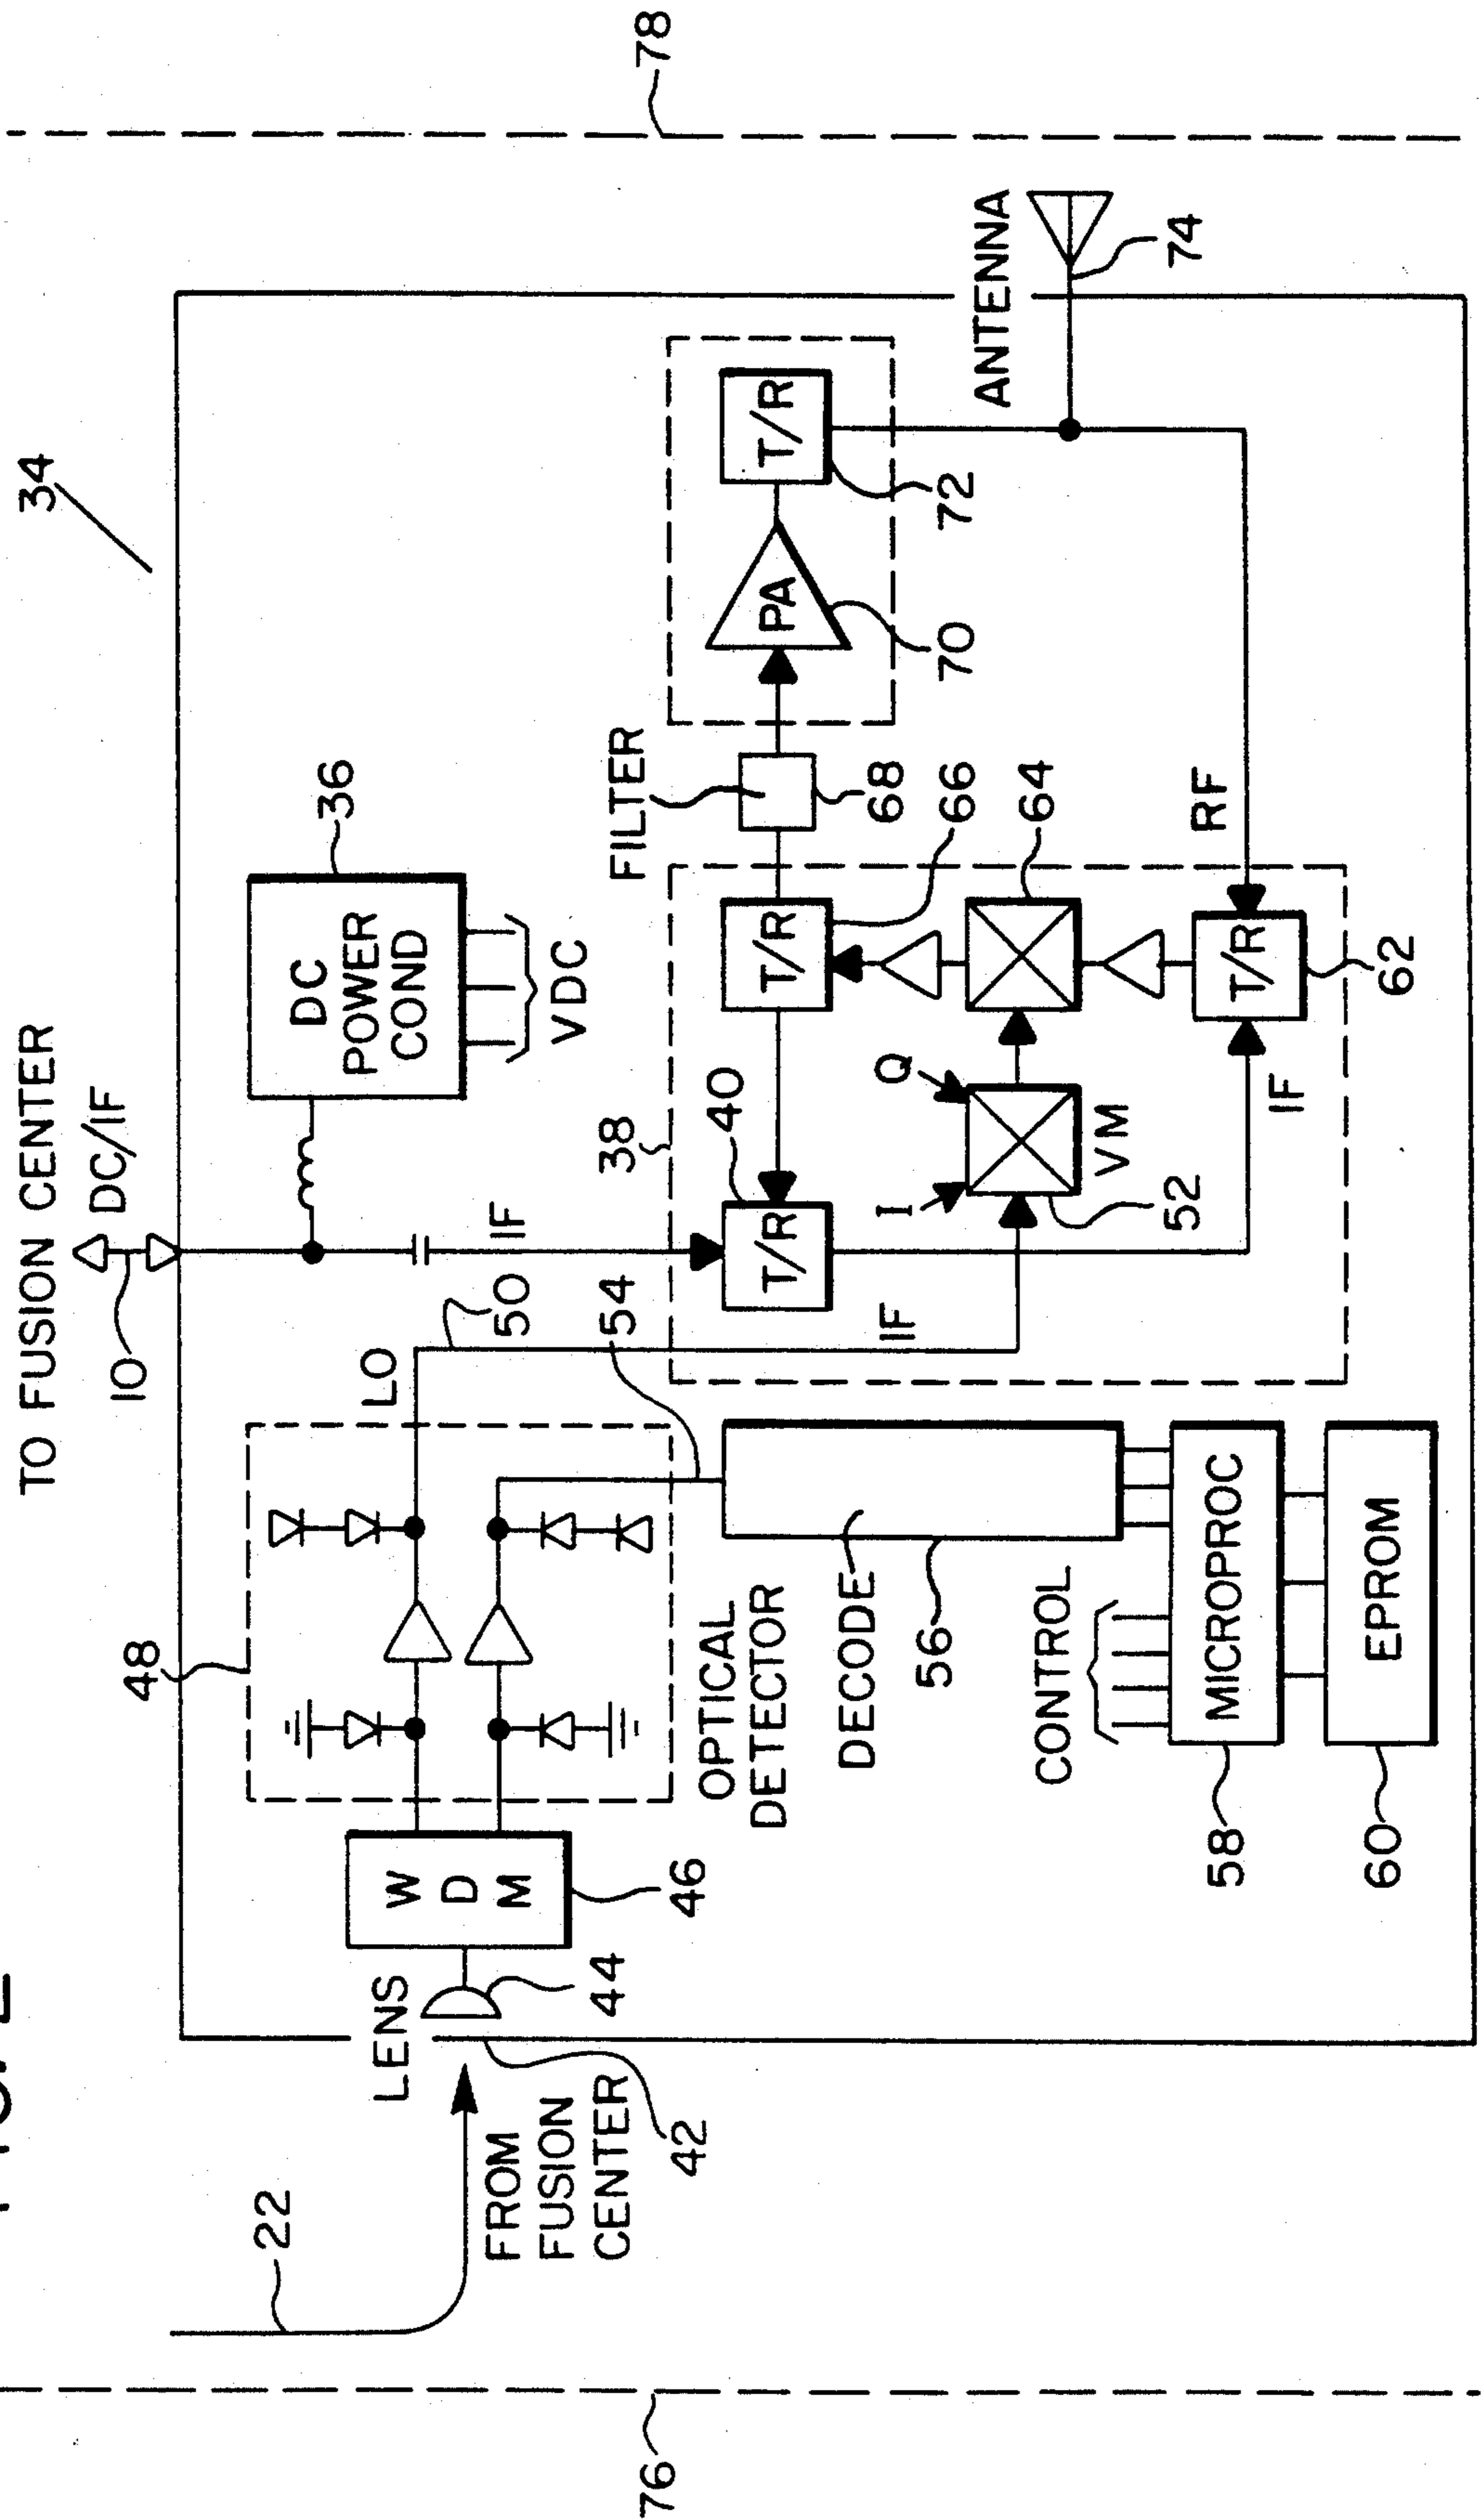 TO FUSION CENTER
34
78
10
DC/IF
48
22
LO
50
IF
DC
POWER
COND
36
VDC
LENS
W
D
M
44
46
42
FROM
FUSION
CENTER
OPTICAL
DETECTOR
54
38
40
FILTER
T/R
T/R
68
PA
T/R
70
72
66
64
DECODE
56
IF
I
Q
VM
52
ANTENNA
74
CONTROL
MICROPROC
58
EPROM
60
IF
T/R
62
RF
76